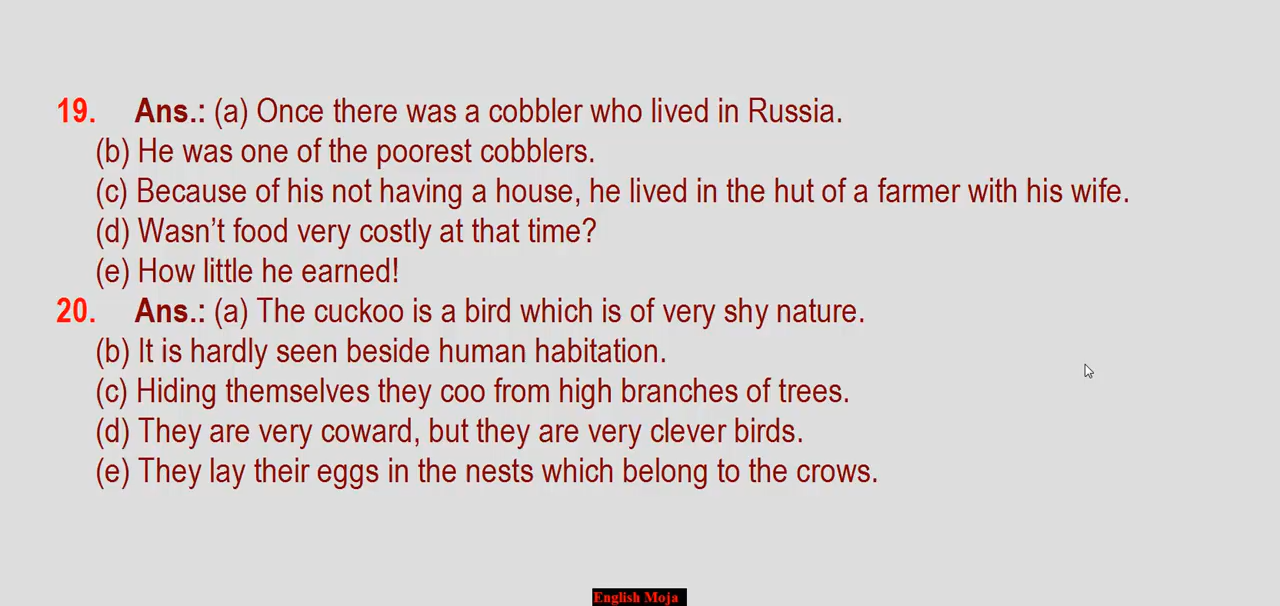 19. Ans.: (a) Once there was a cobbler who lived in Russia.
(b) He was one of the poorest cobblers.
(c) Because of his not having a house, he lived in the hut of a farmer with his wife.
(d) Wasn’t food very costly at that time?
(e) How little he earned!
20. Ans.: (a) The cuckoo is a bird which is of very shy nature.
(b) It is hardly seen beside human habitation.
(c) Hiding themselves they coo from high branches of trees.
(d) They are very coward, but they are very clever birds.
(e) They lay their eggs in the nests which belong to the crows.
English Moja